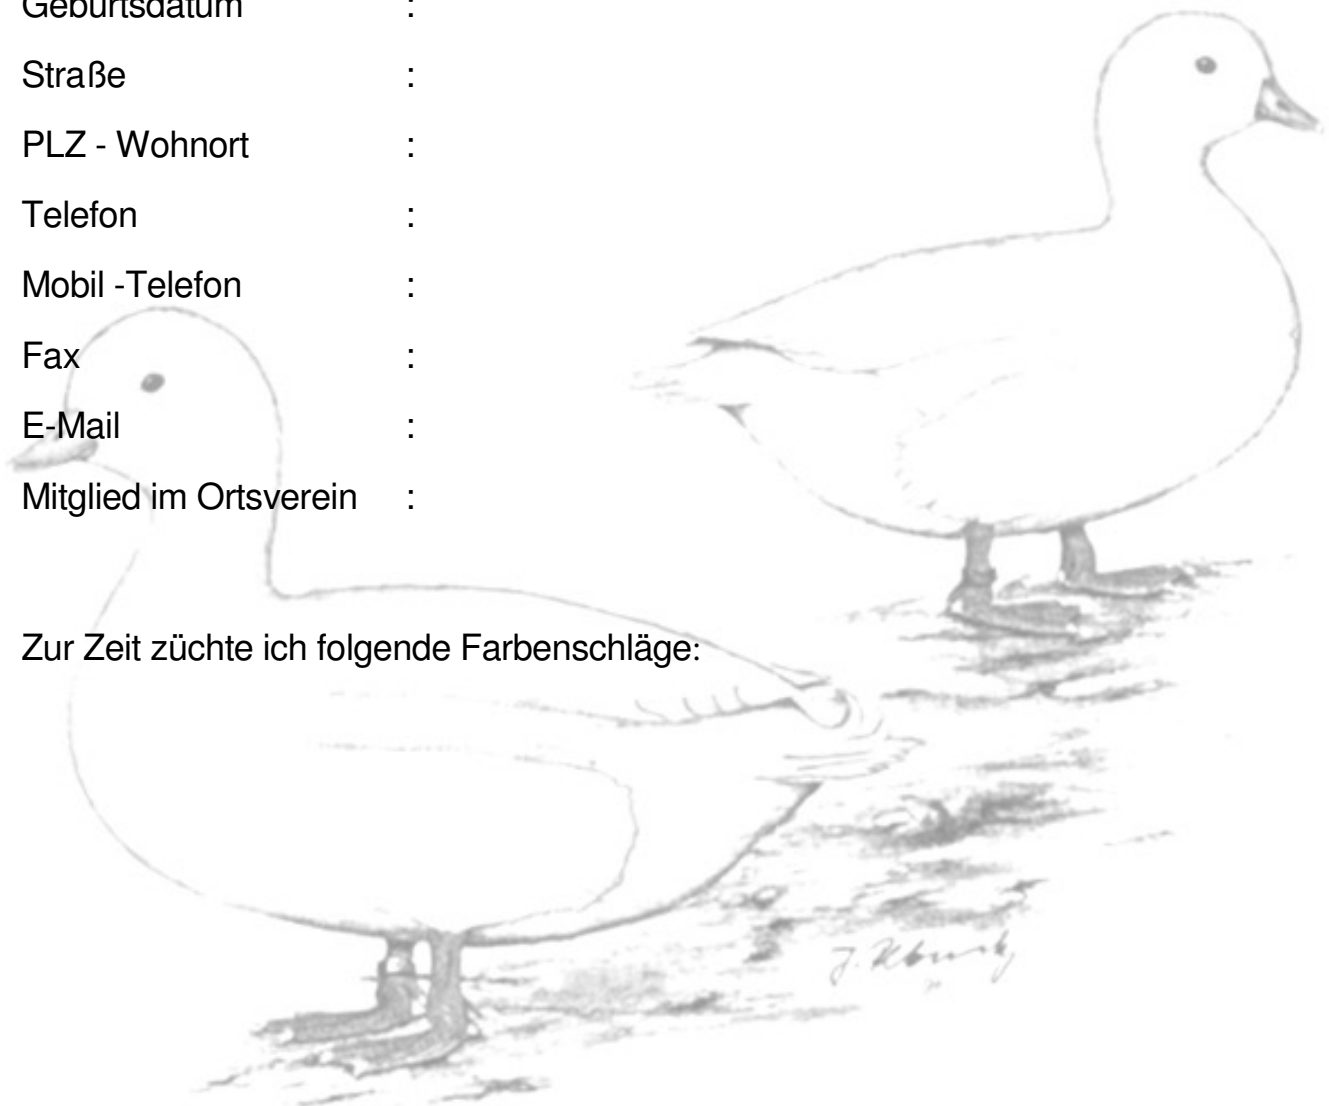 Geburtsdatum :
Straße :
PLZ - Wohnort :
Telefon :
Mobil -Telefon :
Fax :
E-Mail :
Mitglied im Ortsverein :
Zur Zeit züchte ich folgende Farbenschläge: